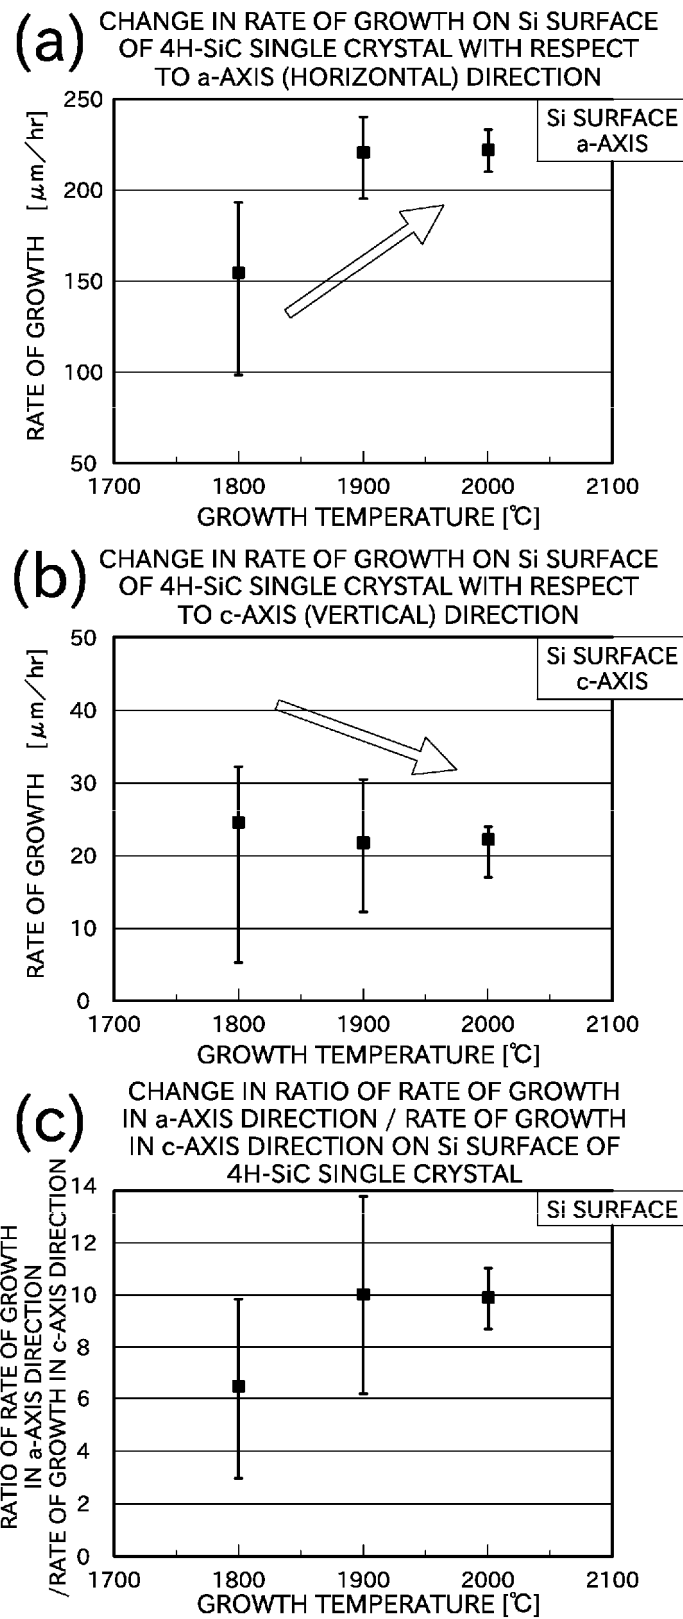 (a)
CHANGE IN RATE OF GROWTH ON Si SURFACE
OF 4H-SiC SINGLE CRYSTAL WITH RESPECT
TO a-AXIS (HORIZONTAL) DIRECTION
Si SURFACE
a-AXIS
RATE OF GROWTH [μm/hr]
250
200
150
100
50
1700 1800 1900 2000 2100
GROWTH TEMPERATURE [℃]
(b)
CHANGE IN RATE OF GROWTH ON Si SURFACE
OF 4H-SiC SINGLE CRYSTAL WITH RESPECT
TO c-AXIS (VERTICAL) DIRECTION
Si SURFACE
c-AXIS
RATE OF GROWTH [μm/hr]
50
40
30
20
10
0
1700 1800 1900 2000 2100
GROWTH TEMPERATURE [℃]
(c)
CHANGE IN RATIO OF RATE OF GROWTH
IN a-AXIS DIRECTION / RATE OF GROWTH
IN c-AXIS DIRECTION ON Si SURFACE OF
4H-SiC SINGLE CRYSTAL
Si SURFACE
RATIO OF RATE OF GROWTH
IN a-AXIS DIRECTION
/RATE OF GROWTH IN c-AXIS DIRECTION
14
12
10
8
6
4
2
0
1700 1800 1900 2000 2100
GROWTH TEMPERATURE [℃]